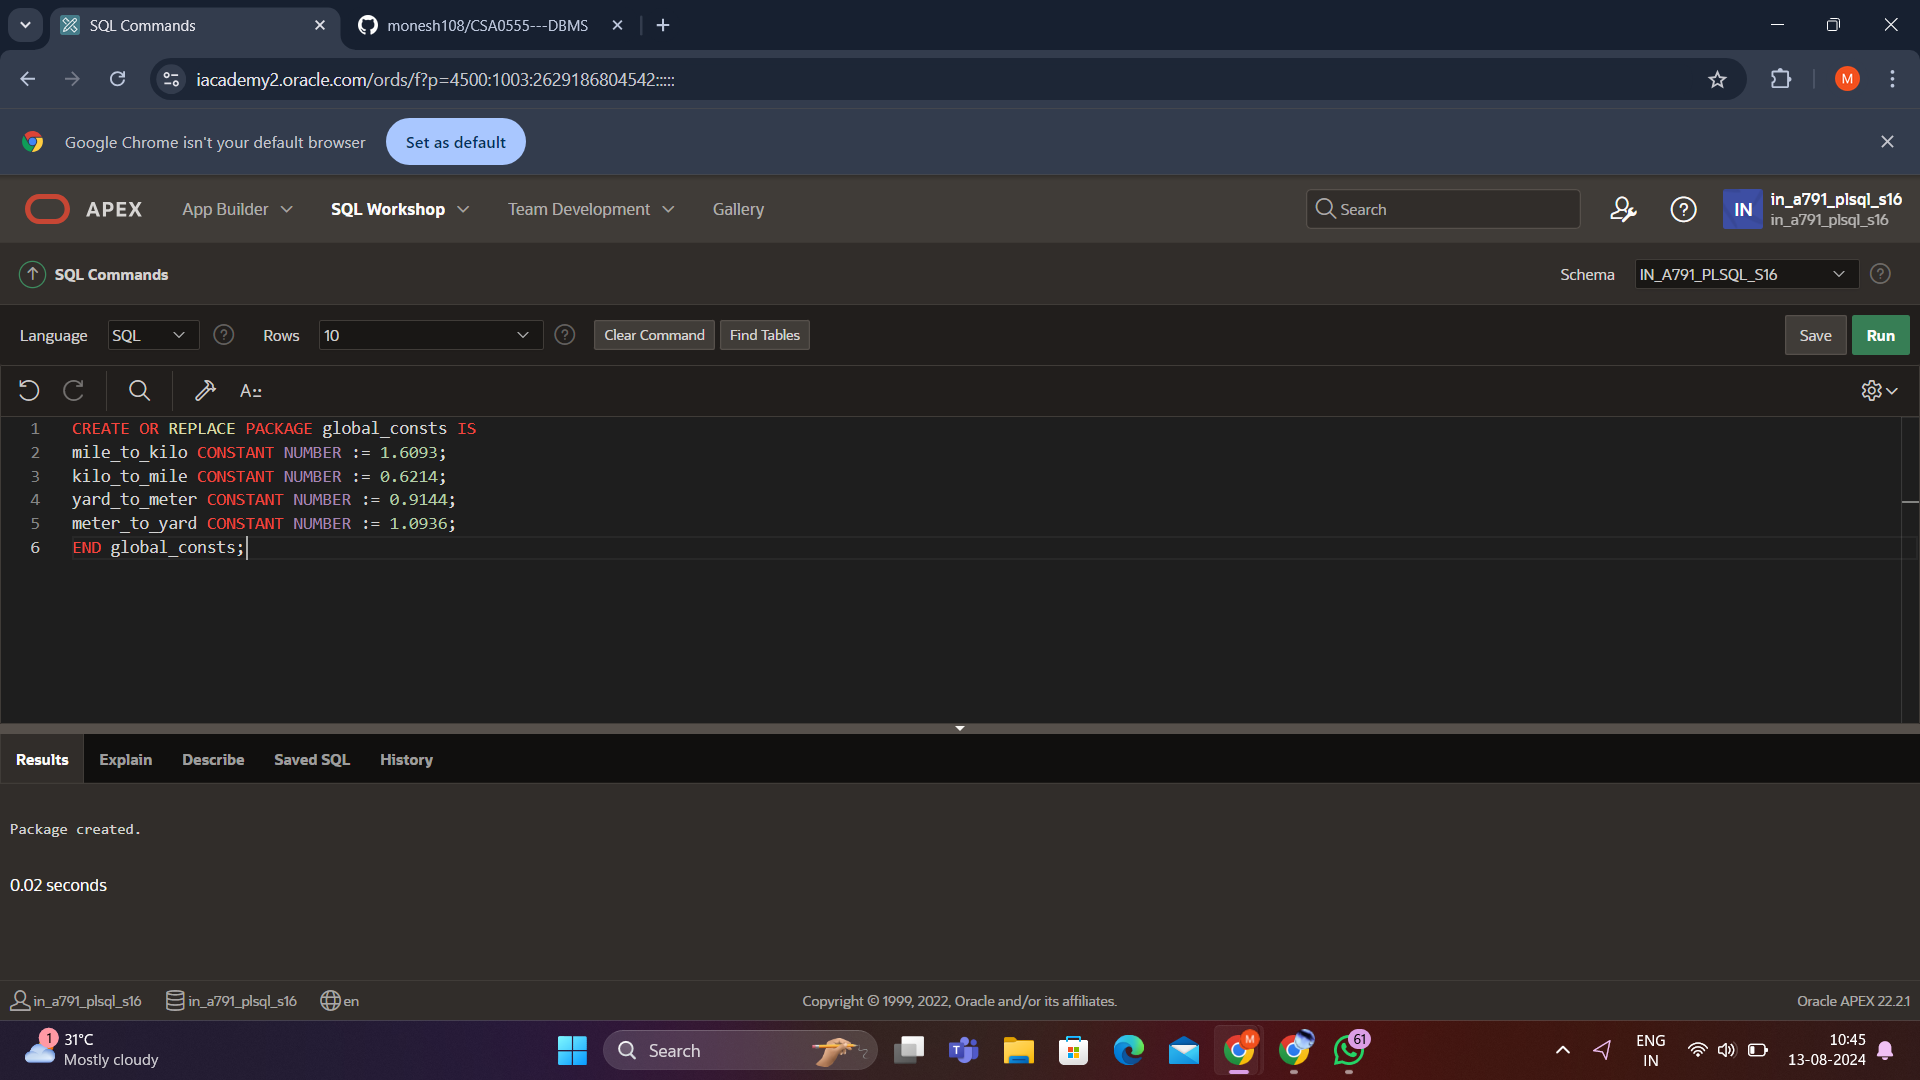 SQL Commands
monesh108/CSA0555---DBMS
iacademy2.oracle.com/ords/f?p=4500:1003:2629186804542:::::
M
Google Chrome isn't your default browser
Set as default
APEX
App Builder
SQL Workshop
Team Development
Gallery
Search
IN
in_a791_plsql_s16
in_a791_plsql_s16
SQL Commands
Schema
IN_A791_PLSQL_S16
Language
SQL
Rows
10
Clear Command
Find Tables
Save
Run
A::
1 CREATE OR REPLACE PACKAGE global_consts IS
2 mile_to_kilo CONSTANT NUMBER := 1.6093;
3 kilo_to_mile CONSTANT NUMBER := 0.6214;
4 yard_to_meter CONSTANT NUMBER := 0.9144;
5 meter_to_yard CONSTANT NUMBER := 1.0936;
6 END global_consts;
Results
Explain
Describe
Saved SQL
History
Package created.
0.02 seconds
in_a791_plsql_s16
in_a791_plsql_s16
en
Copyright © 1999, 2022, Oracle and/or its affiliates.
Oracle APEX 22.2.1
1
31°C
Mostly cloudy
Search
M
61
ENG
IN
10:45
13-08-2024